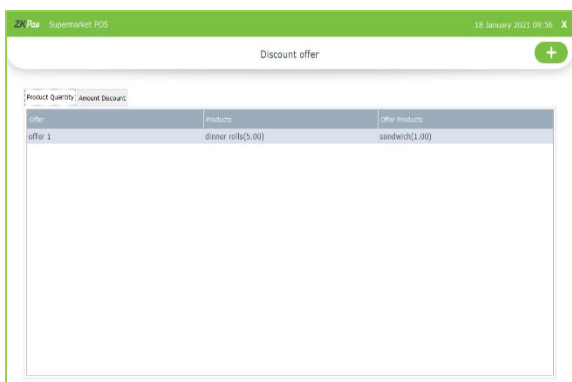 ZKPos Supermarket POS 18 January 2021 09:56 X
Discount offer +
Product Quantity Amount Discount
Offer Products Offer Products
offer 1 dinner rolls(5.00) sandwich(1.00)